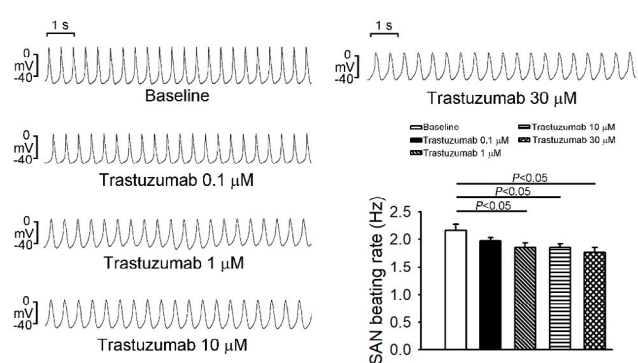 1 s
0
mV
-40
Baseline
0
mV
-40
Trastuzumab 0.1 μM
0
mV
-40
Trastuzumab 1 μM
0
mV
-40
Trastuzumab 10 μM
1 s
0
mV
-40
Trastuzumab 30 μM
Baseline
Trastuzumab 10 μM
Trastuzumab 0.1 μM
Trastuzumab 30 μM
Trastuzumab 1 μM
P<0.05
P<0.05
P<0.05
SAN beating rate (Hz)
2.5
2.0
1.5
1.0
0.0